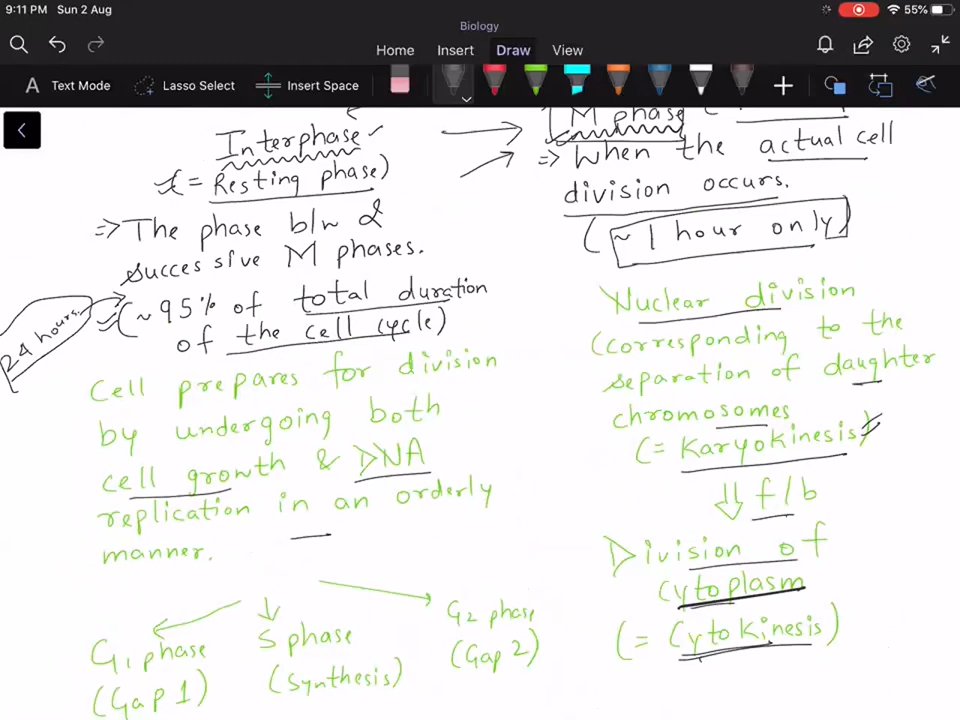 9:11 PM Sun 2 Aug
55%
Biology
Home Insert Draw View
Text Mode Lasso Select Insert Space
Interphase
(= Resting phase)
=> The phase b/w 2
successive M phases.
(~95% of total duration
of the cell cycle)
24 hours.
Cell prepares for division
by undergoing both
cell growth & DNA
replication in an orderly
manner.
G1 phase
(Gap 1)
S phase
(Synthesis)
G2 phase
(Gap 2)
M phase
=> When the actual cell
division occurs.
(~1 hour only)
Nuclear division
(corresponding to the
separation of daughter
chromosomes
(= Karyokinesis)
⇓ f/b
Division of
Cytoplasm
(= Cytokinesis)